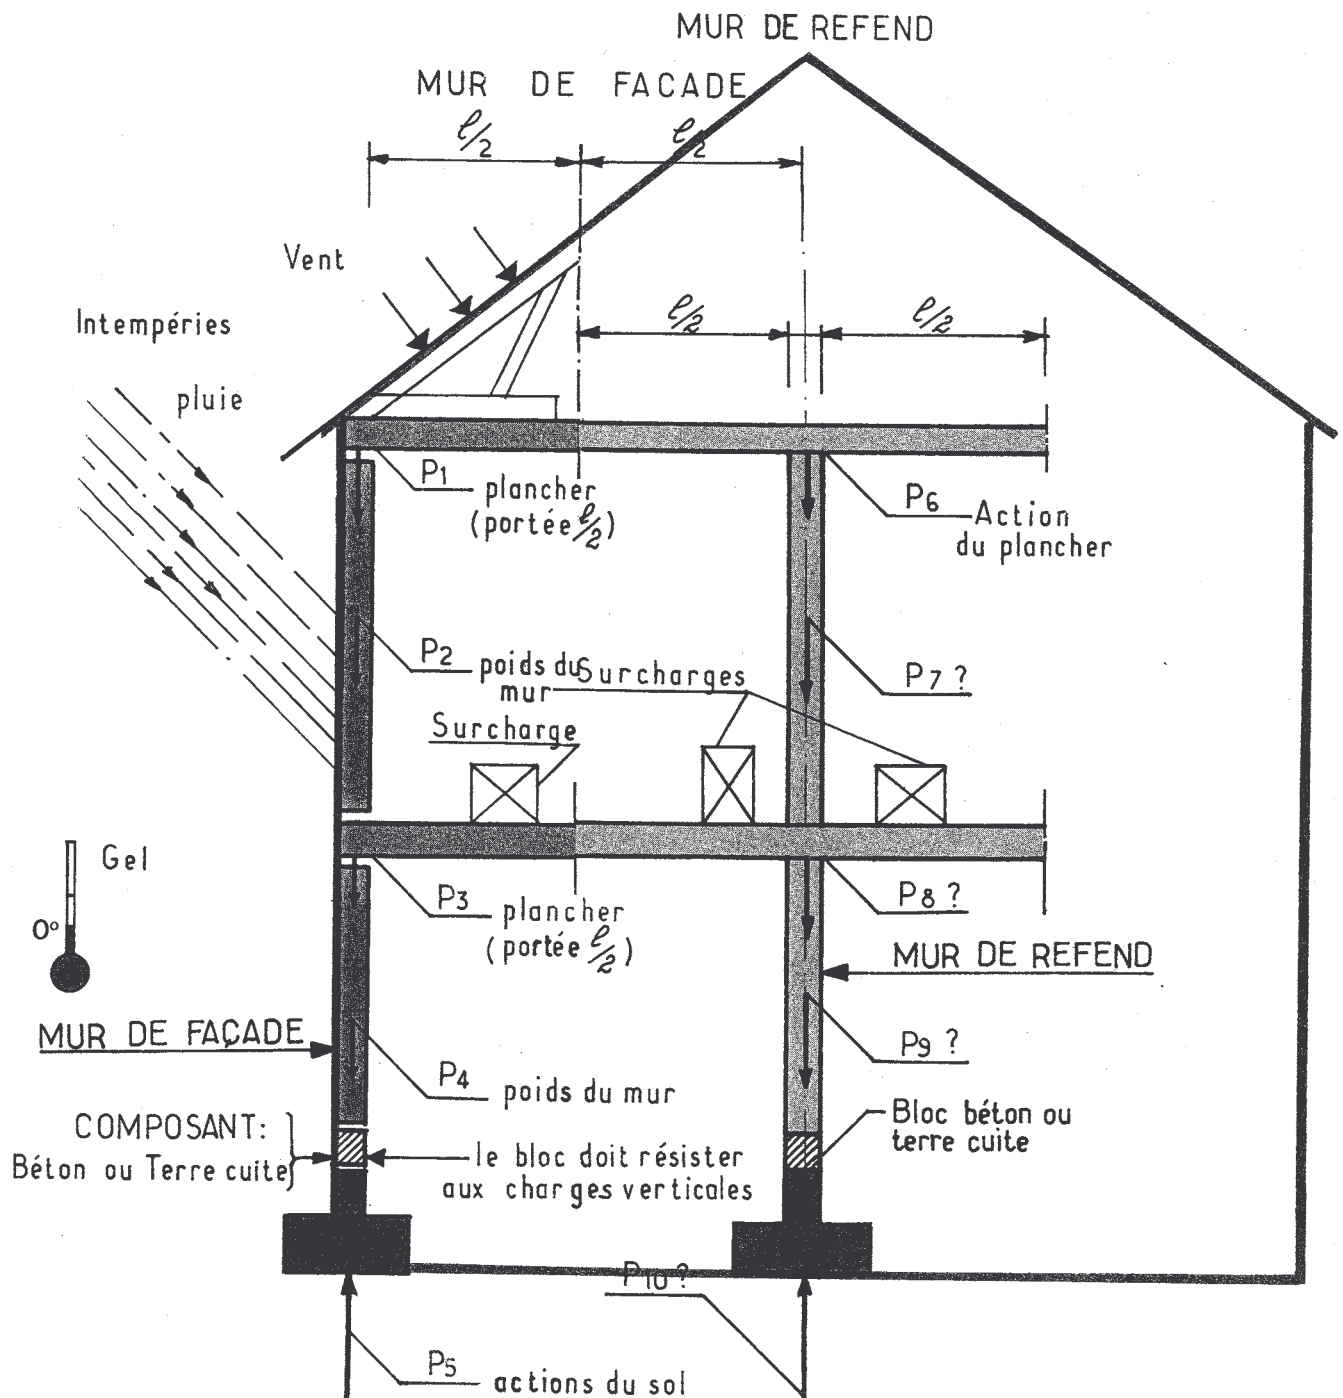 MUR DE REFEND
MUR DE FACADE
ℓ/2
ℓ/2
Vent
Intempéries
pluie
ℓ/2
ℓ/2
P1
plancher
(portée ℓ/2)
P6
Action
du plancher
P2
poids du
mur
Surcharges
P7 ?
Surcharge
Gel
0°
P3
plancher
(portée ℓ/2)
P8 ?
MUR DE REFEND
MUR DE FAÇADE
P9 ?
P4
poids du mur
COMPOSANT:
Béton ou Terre cuite
le bloc doit résister
aux charges verticales
Bloc béton ou
terre cuite
P10 ?
P5
actions du sol